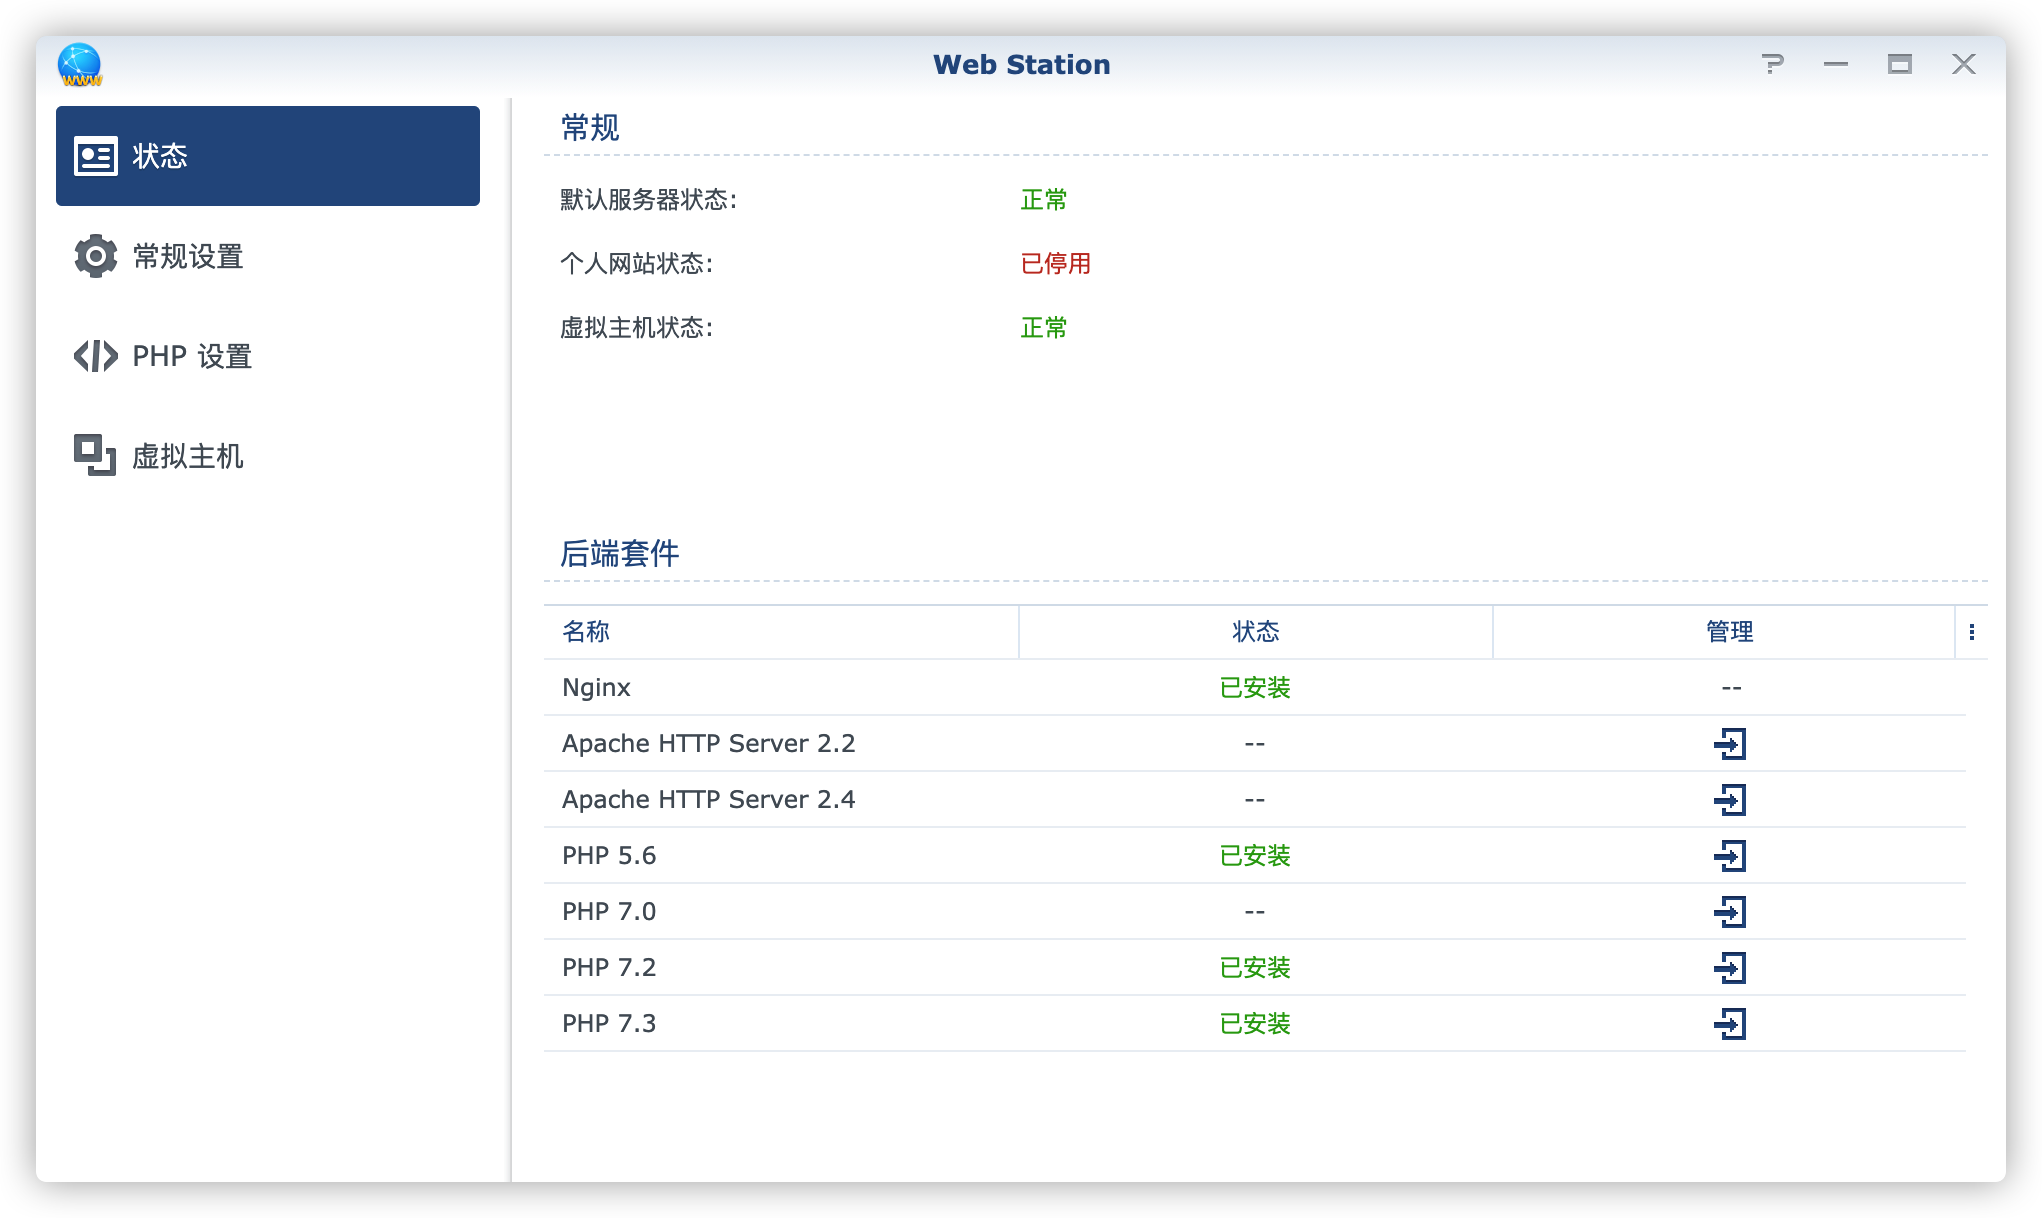 www
Web Station
状态
常规设置
PHP 设置
虚拟主机
常规
默认服务器状态: 正常
个人网站状态: 已停用
虚拟主机状态: 正常
后端套件
名称 状态 管理
Nginx 已安装 --
Apache HTTP Server 2.2 --
Apache HTTP Server 2.4 --
PHP 5.6 已安装
PHP 7.0 --
PHP 7.2 已安装
PHP 7.3 已安装